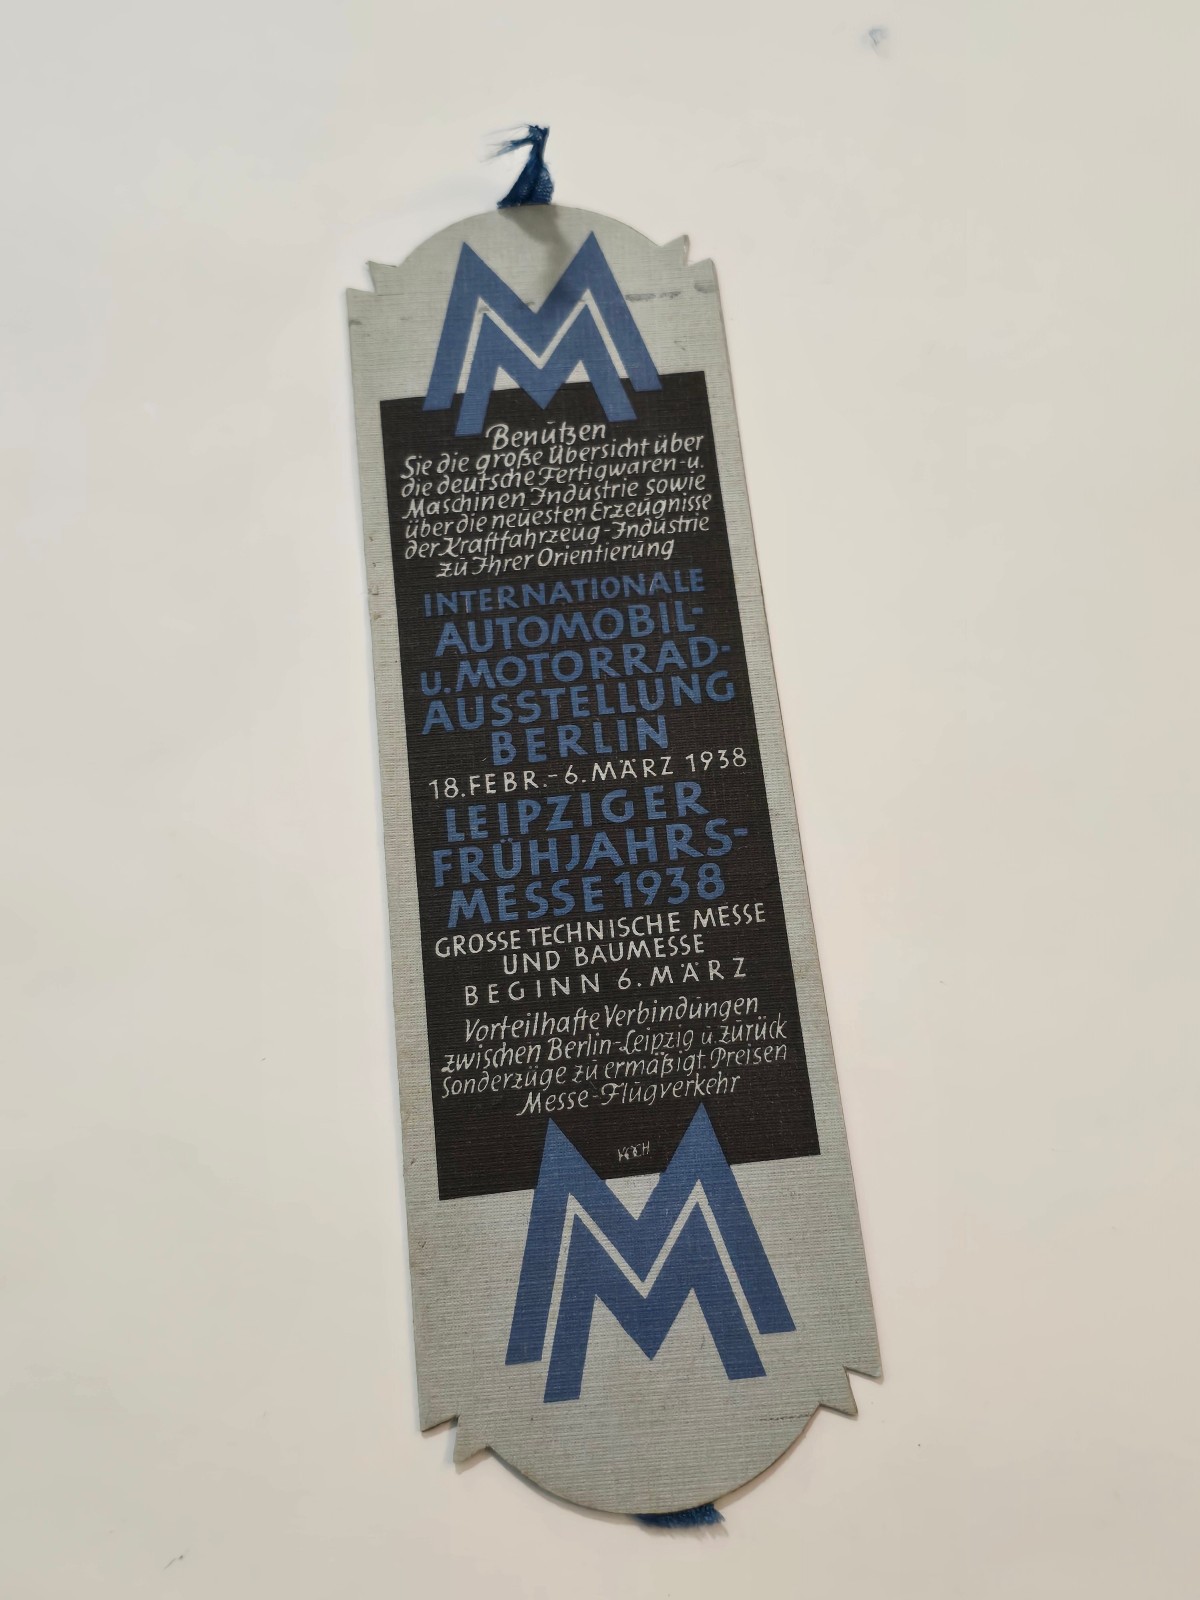 MM
Benützen
Sie die große Übersicht über
die deutsche Fertigwaren- u.
Maschinen Industrie sowie
über die neuesten Erzeugnisse
der Kraftfahrzeug-Industrie
zu Ihrer Orientierung
INTERNATIONALE
AUTOMOBIL-
u. MOTORRAD-
AUSSTELLUNG
BERLIN
18. FEBR. - 6. MÄRZ 1938
LEIPZIGER
FRÜHJAHRS-
MESSE 1938
GROSSE TECHNISCHE MESSE
UND BAUMESSE
BEGINN 6. MÄRZ
Vorteilhafte Verbindungen
zwischen Berlin-Leipzig u. zurück
Sonderzüge zu ermäßigt. Preisen
Messe-Flugverkehr
KOCH
MM